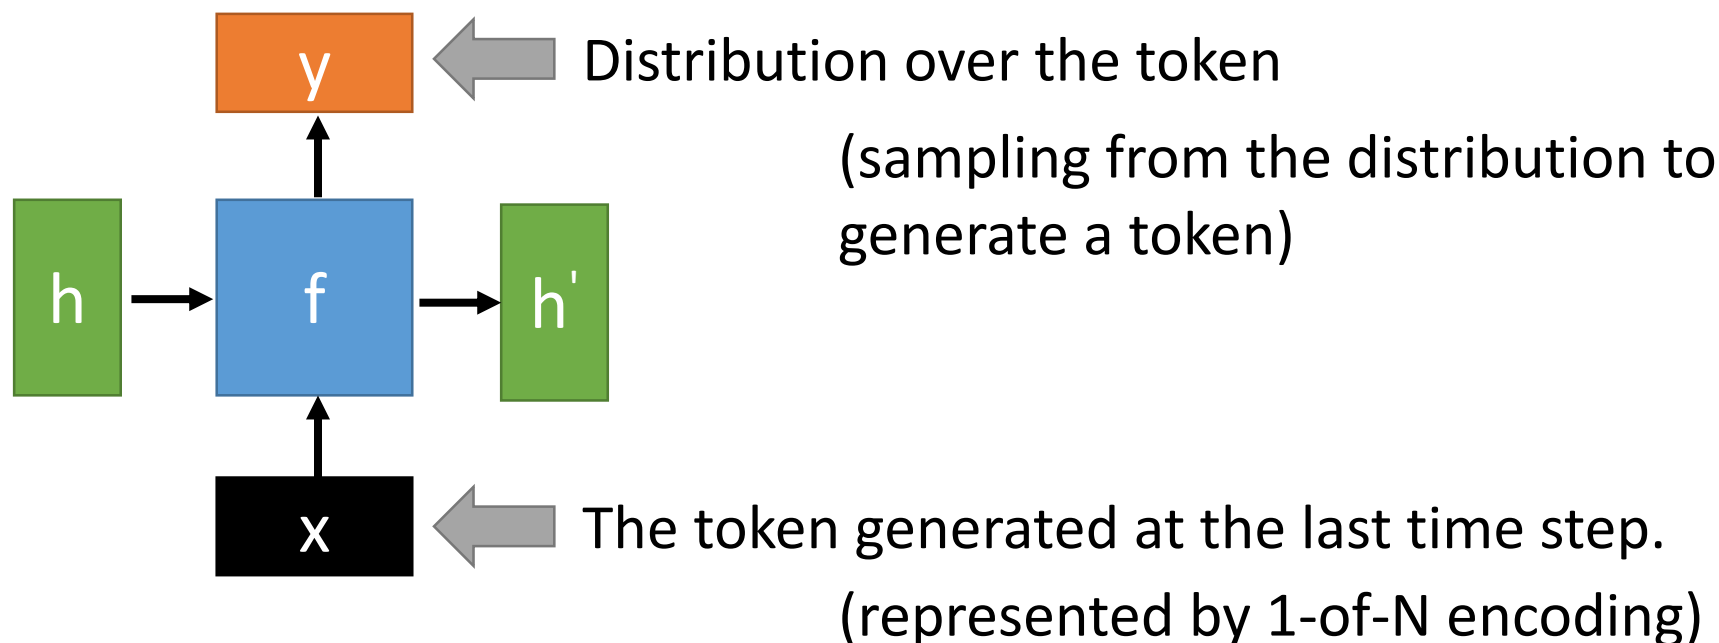 y
Distribution over the token
(sampling from the distribution to
generate a token)
h
f
h'
x
The token generated at the last time step.
(represented by 1-of-N encoding)